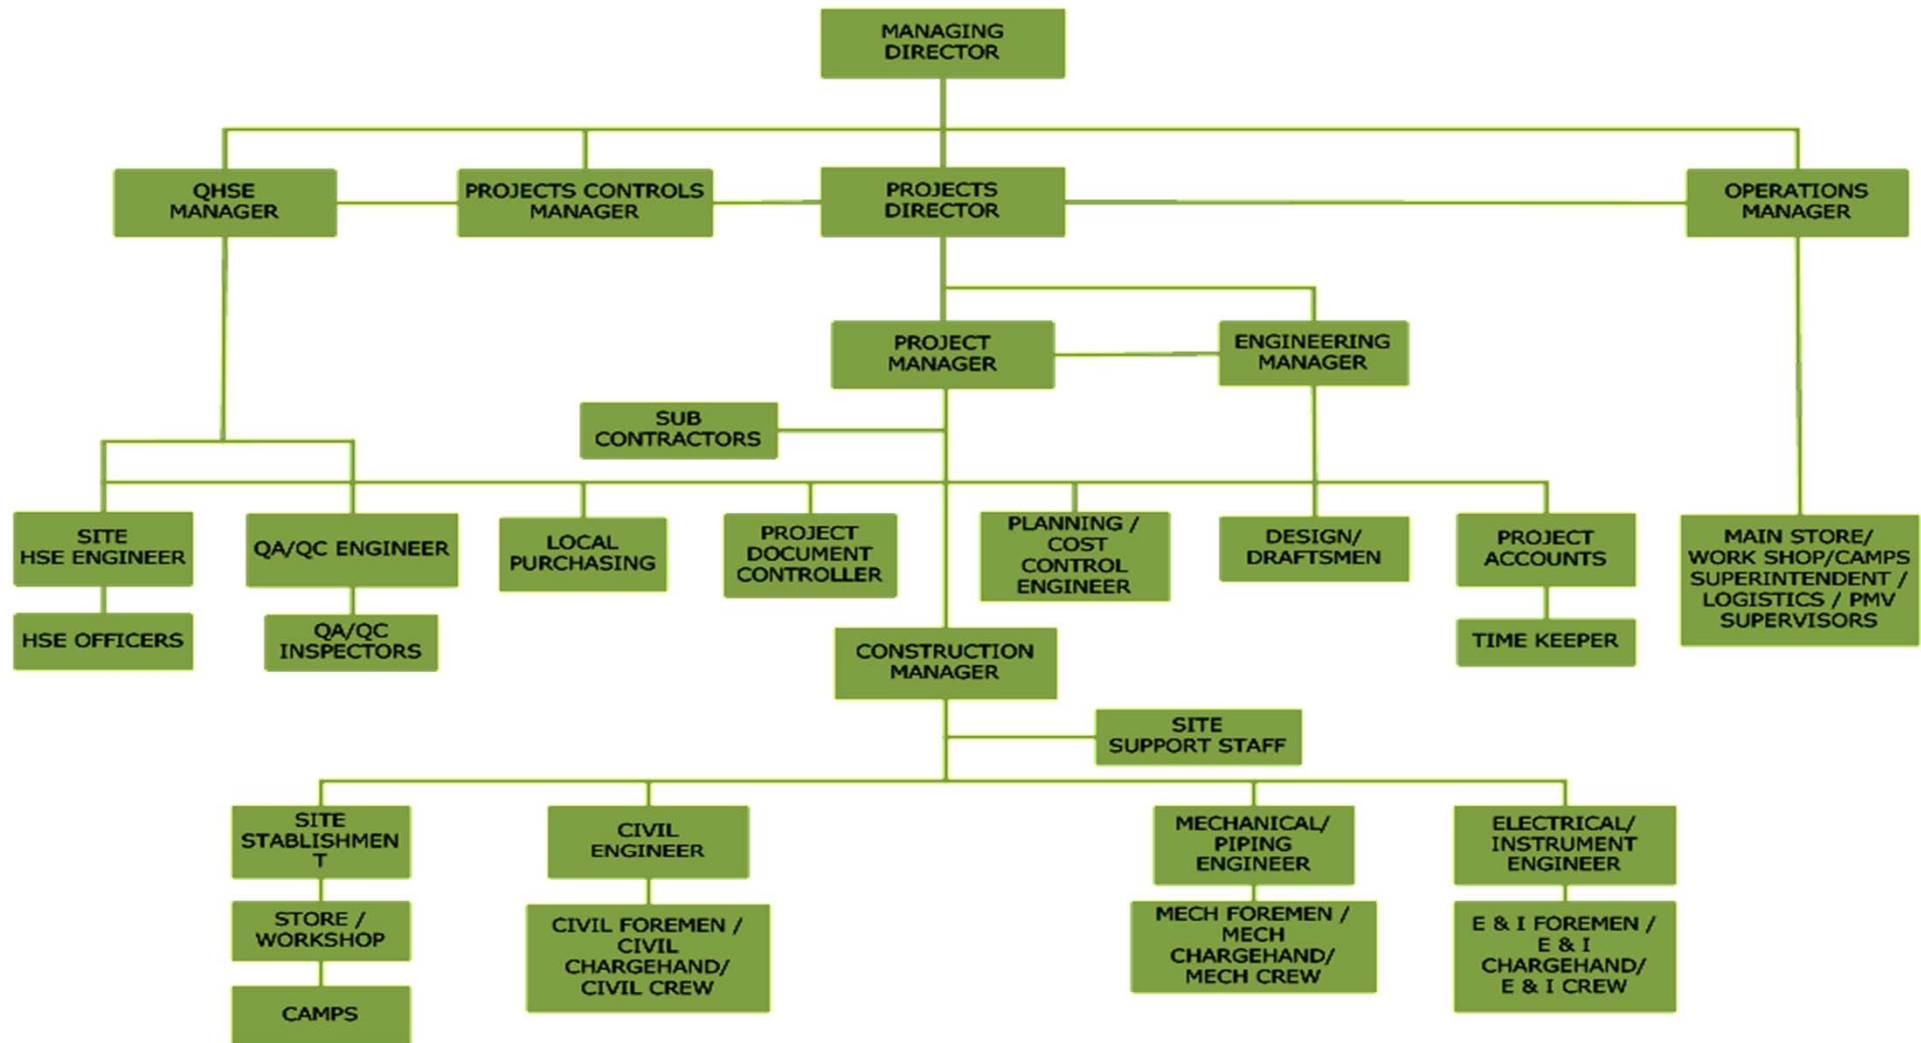 MANAGING
DIRECTOR
QHSE
MANAGER
PROJECTS CONTROLS
MANAGER
PROJECTS
DIRECTOR
OPERATIONS
MANAGER
PROJECT
MANAGER
ENGINEERING
MANAGER
SUB
CONTRACTORS
SITE
HSE ENGINEER
QA/QC ENGINEER
LOCAL
PURCHASING
PROJECT
DOCUMENT
CONTROLLER
PLANNING /
COST
CONTROL
ENGINEER
DESIGN/
DRAFTSMEN
PROJECT
ACCOUNTS
MAIN STORE/
WORK SHOP/CAMPS
SUPERINTENDENT /
LOGISTICS / PMV
SUPERVISORS
HSE OFFICERS
QA/QC
INSPECTORS
TIME KEEPER
CONSTRUCTION
MANAGER
SITE
SUPPORT STAFF
SITE
STABLISHMEN
T
CIVIL
ENGINEER
MECHANICAL/
PIPING
ENGINEER
ELECTRICAL/
INSTRUMENT
ENGINEER
STORE /
WORKSHOP
CIVIL FOREMEN /
CIVIL
CHARGEHAND/
CIVIL CREW
MECH FOREMEN /
MECH
CHARGEHAND/
MECH CREW
E & I FOREMEN /
E & I
CHARGEHAND/
E & I CREW
CAMPS